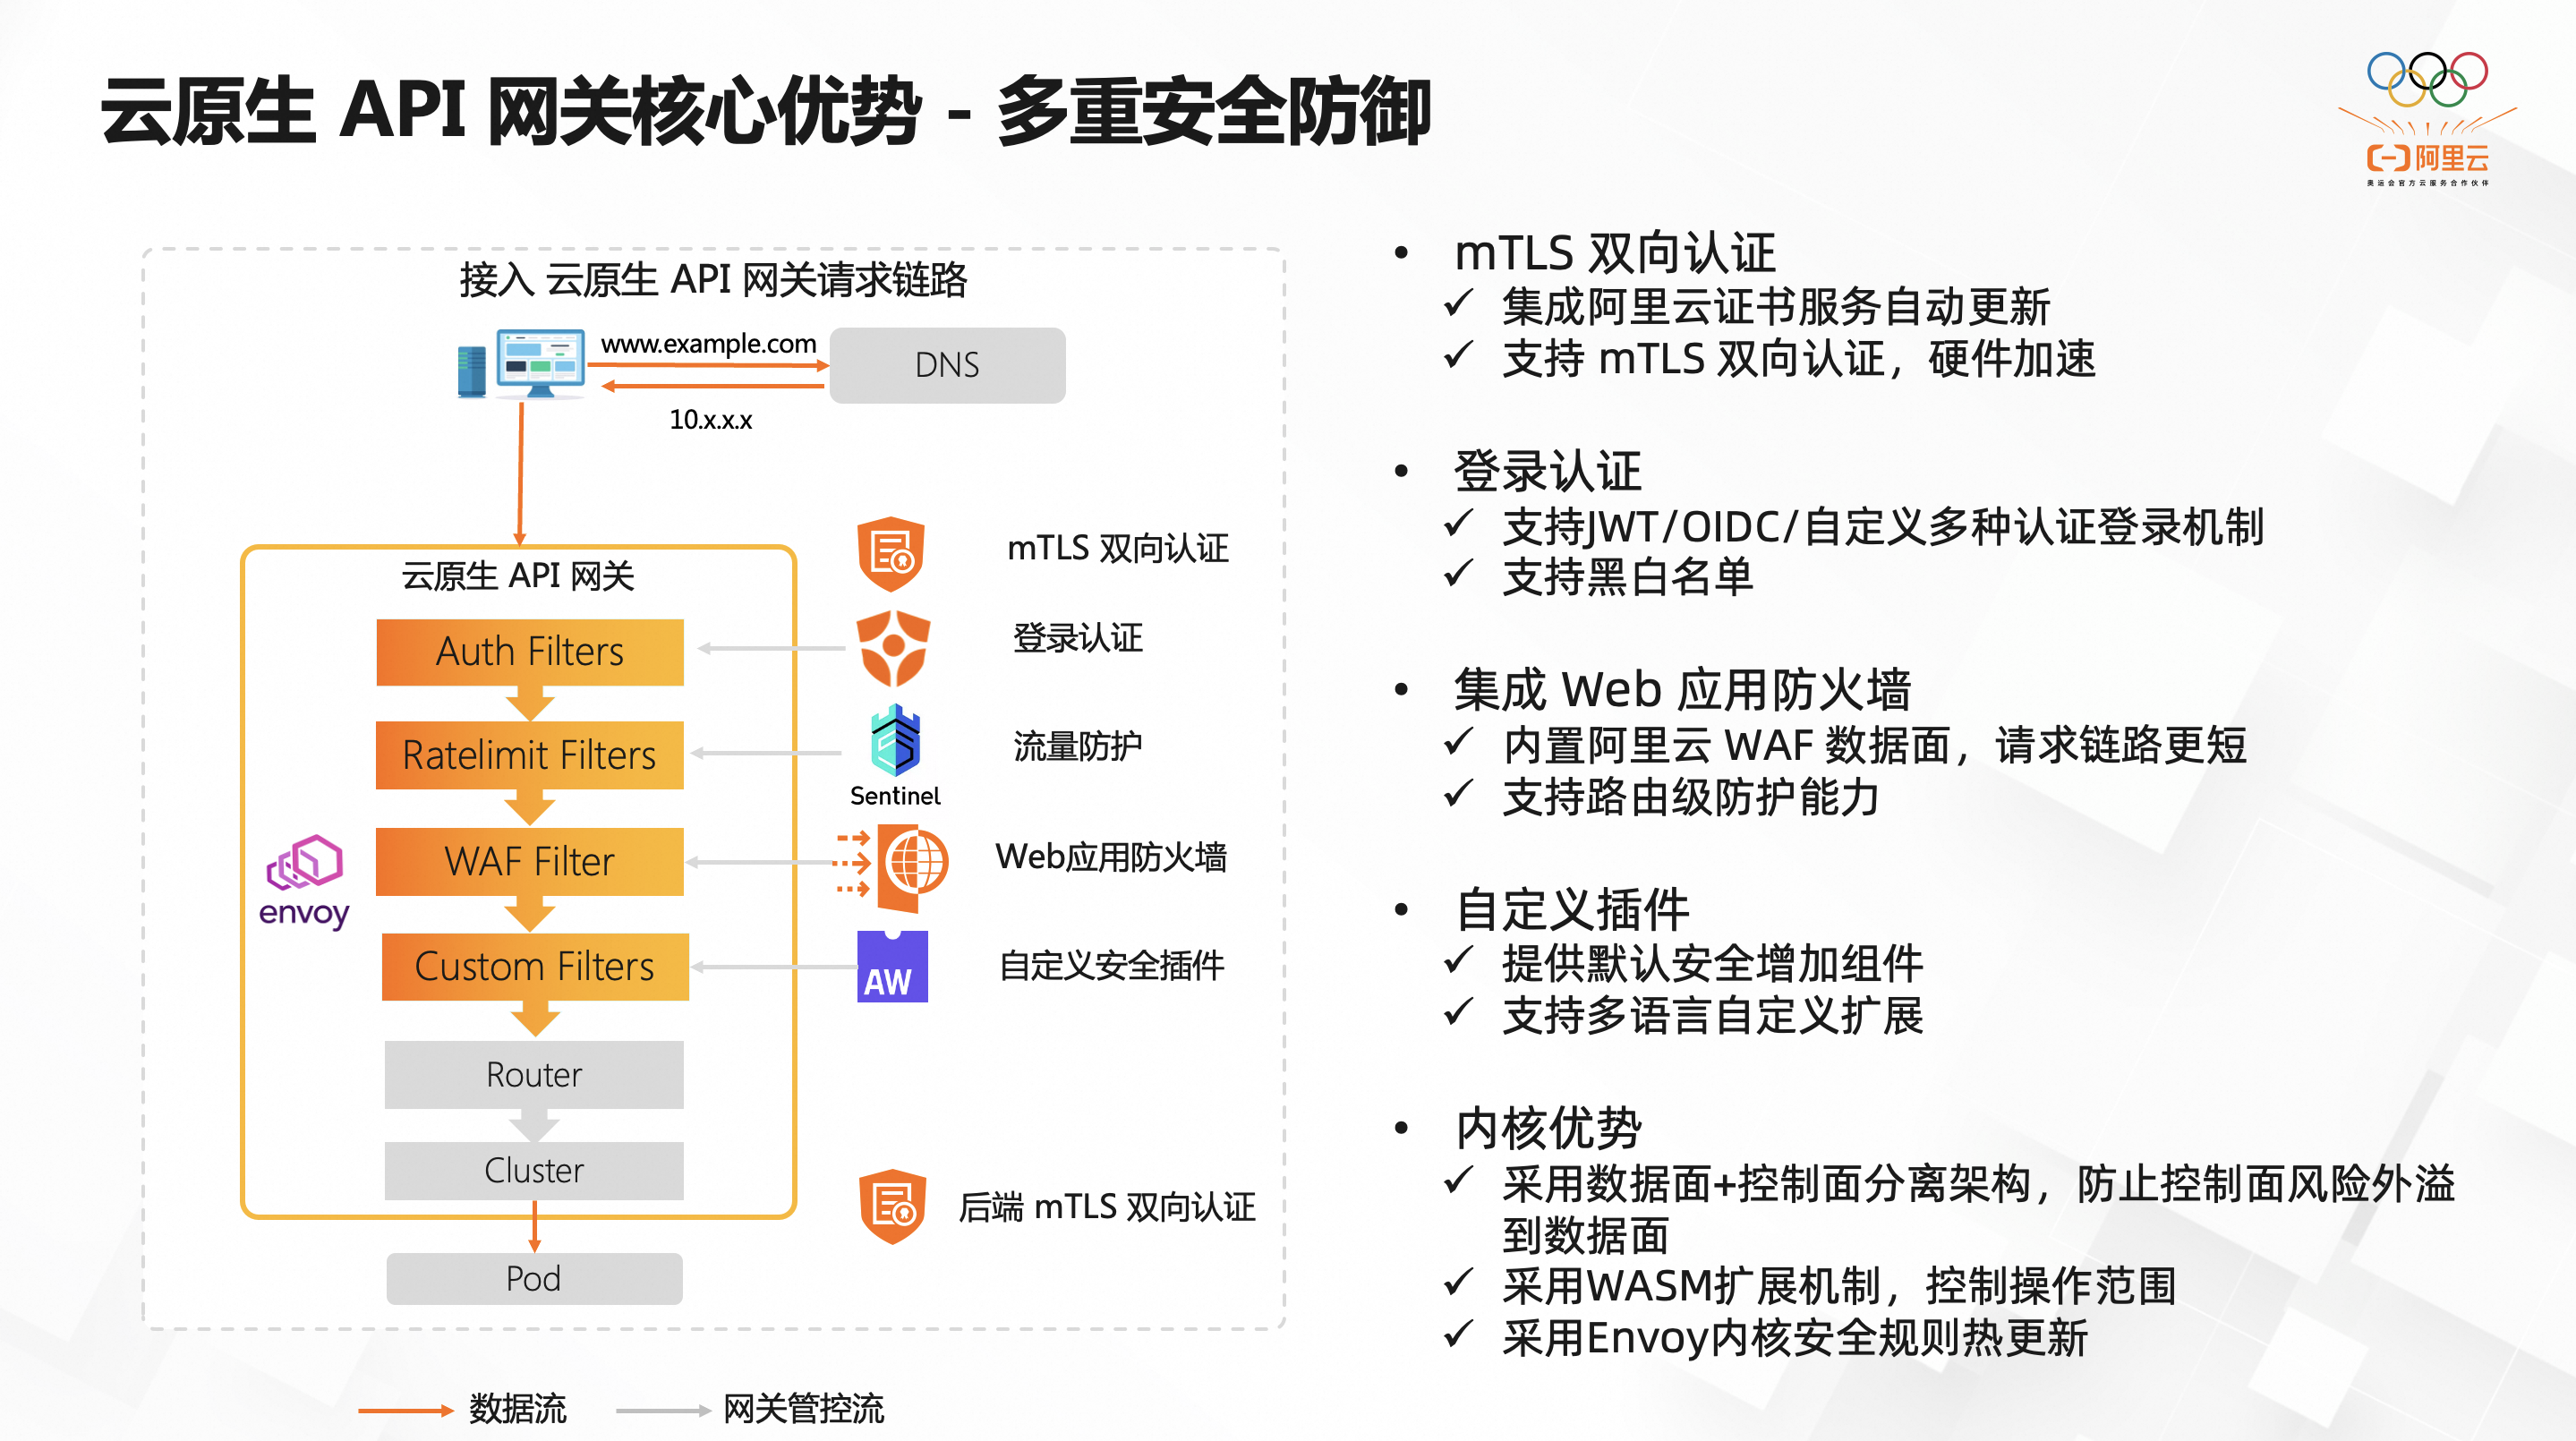 云原生 API 网关核心优势 - 多重安全防御
阿里云
奥运会官方云服务合作伙伴
接入 云原生 API 网关请求链路
www.example.com
DNS
10.x.x.x
云原生 API 网关
Auth Filters
Ratelimit Filters
WAF Filter
Custom Filters
Router
Cluster
Pod
envoy
mTLS 双向认证
登录认证
流量防护
Sentinel
Web应用防火墙
AW
自定义安全插件
后端 mTLS 双向认证
数据流
网关管控流
• mTLS 双向认证
✓ 集成阿里云证书服务自动更新
✓ 支持 mTLS 双向认证，硬件加速
• 登录认证
✓ 支持JWT/OIDC/自定义多种认证登录机制
✓ 支持黑白名单
• 集成 Web 应用防火墙
✓ 内置阿里云 WAF 数据面，请求链路更短
✓ 支持路由级防护能力
• 自定义插件
✓ 提供默认安全增加组件
✓ 支持多语言自定义扩展
• 内核优势
✓ 采用数据面+控制面分离架构，防止控制面风险外溢
到数据面
✓ 采用WASM扩展机制，控制操作范围
✓ 采用Envoy内核安全规则热更新